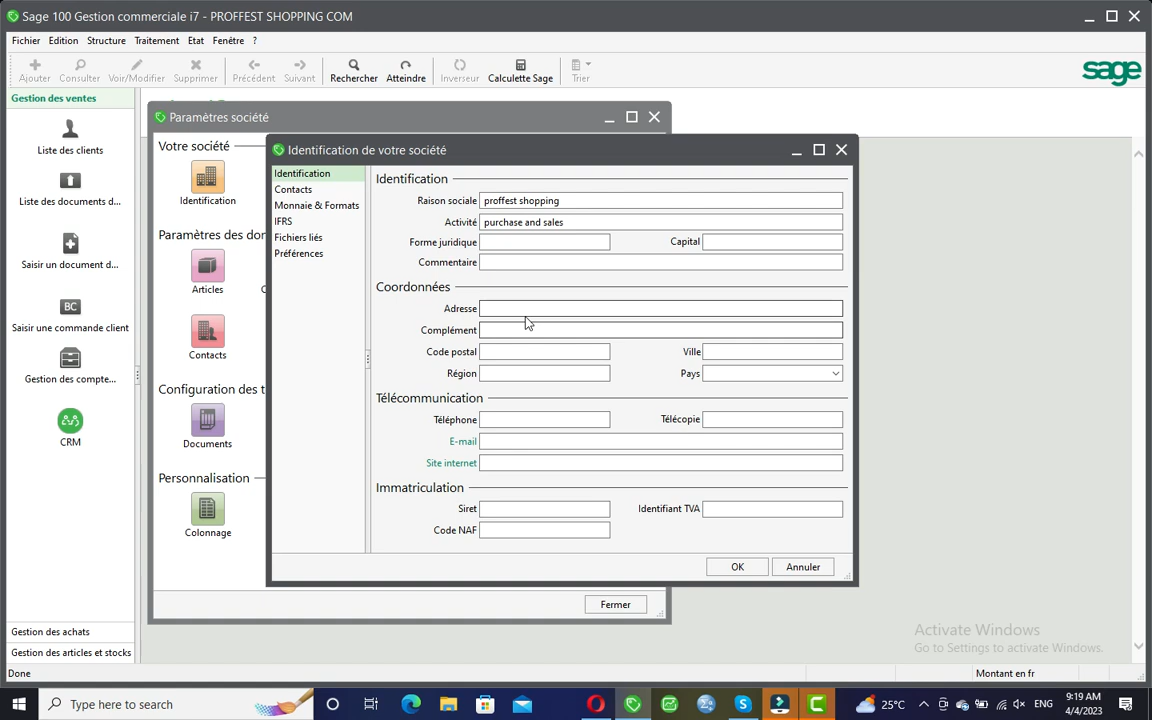 Sage 100 Gestion commerciale i7 - PROFFEST SHOPPING COM
Fichier Edition Structure Traitement Etat Fenêtre ?
Ajouter Consulter Voir/Modifier Supprimer Précédent Suivant Rechercher Atteindre Inverseur Calculette Sage Trier
sage
Gestion des ventes
Liste des clients
Liste des documents d...
Saisir un document d...
BC
Saisir une commande client
Gestion des compte...
CRM
Gestion des achats
Gestion des articles et stocks
Paramètres société
Votre société
Identification
Paramètres des dor
Articles
Contacts
Configuration des t
Documents
Personnalisation
Colonnage
Fermer
Identification de votre société
Identification
Contacts
Monnaie & Formats
IFRS
Fichiers liés
Préférences
Identification
Raison sociale proffest shopping
Activité purchase and sales
Forme juridique Capital
Commentaire
Coordonnées
Adresse
Complément
Code postal Ville
Région Pays
Télécommunication
Téléphone Télécopie
E-mail
Site internet
Immatriculation
Siret Identifiant TVA
Code NAF
OK Annuler
Activate Windows
Go to Settings to activate Windows.
Done Montant en fr
Type here to search 25°C ENG 9:19 AM
4/4/2023